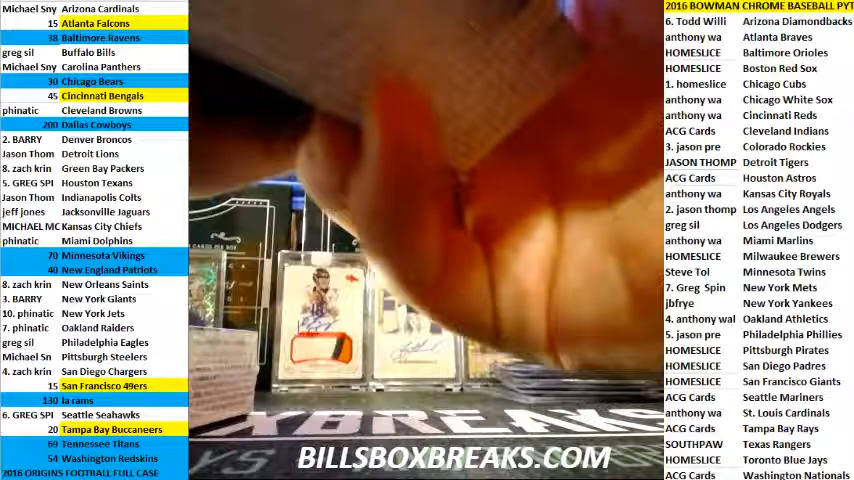 Michael Sny Arizona Cardinals
15 Atlanta Falcons
38 Baltimore Ravens
greg sil Buffalo Bills
Michael Sny Carolina Panthers
30 Chicago Bears
45 Cincinnati Bengals
phinatic Cleveland Browns
200 Dallas Cowboys
2. BARRY Denver Broncos
Jason Thom Detroit Lions
8. zach krin Green Bay Packers
5. GREG SPI Houston Texans
Jason Thom Indianapolis Colts
jeff jones Jacksonville Jaguars
MICHAEL MC Kansas City Chiefs
phinatic Miami Dolphins
70 Minnesota Vikings
40 New England Patriots
8. zach krin New Orleans Saints
3. BARRY New York Giants
10. phinatic New York Jets
7. phinatic Oakland Raiders
greg sil Philadelphia Eagles
Michael Sn Pittsburgh Steelers
4. zach krin San Diego Chargers
15 San Francisco 49ers
130 la rams
6. GREG SPI Seattle Seahawks
20 Tampa Bay Buccaneers
69 Tennessee Titans
54 Washington Redskins
2016 ORIGINS FOOTBALL FULL CASE
XBREAKS
BILLSBOXBREAKS.COM
2016 BOWMAN CHROME BASEBALL PYT
6. Todd Willi Arizona Diamondbacks
anthony wa Atlanta Braves
HOMESLICE Baltimore Orioles
HOMESLICE Boston Red Sox
1. homeslice Chicago Cubs
anthony wa Chicago White Sox
anthony wa Cincinnati Reds
ACG Cards Cleveland Indians
3. jason pre Colorado Rockies
JASON THOMP Detroit Tigers
ACG Cards Houston Astros
anthony wa Kansas City Royals
2. jason thomp Los Angeles Angels
greg sil Los Angeles Dodgers
anthony wa Miami Marlins
HOMESLICE Milwaukee Brewers
Steve Tol Minnesota Twins
7. Greg Spin New York Mets
jbfrye New York Yankees
4. anthony wal Oakland Athletics
5. jason pre Philadelphia Phillies
HOMESLICE Pittsburgh Pirates
HOMESLICE San Diego Padres
HOMESLICE San Francisco Giants
ACG Cards Seattle Mariners
anthony wa St. Louis Cardinals
ACG Cards Tampa Bay Rays
SOUTHPAW Texas Rangers
HOMESLICE Toronto Blue Jays
ACG Cards Washington Nationals